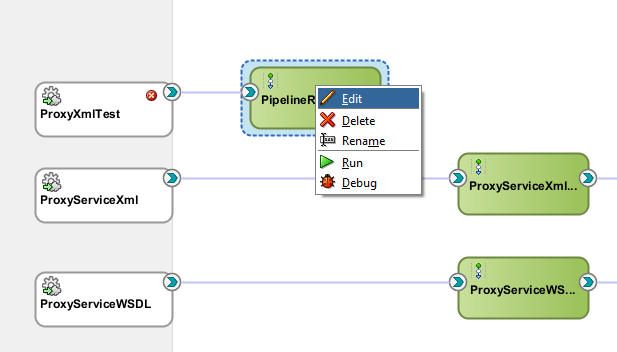 ProxyXmlTest
PipelineR
Edit
Delete
Rename
Run
Debug
ProxyServiceXml
ProxyServiceXml...
ProxyServiceWSDL
ProxyServiceWS...